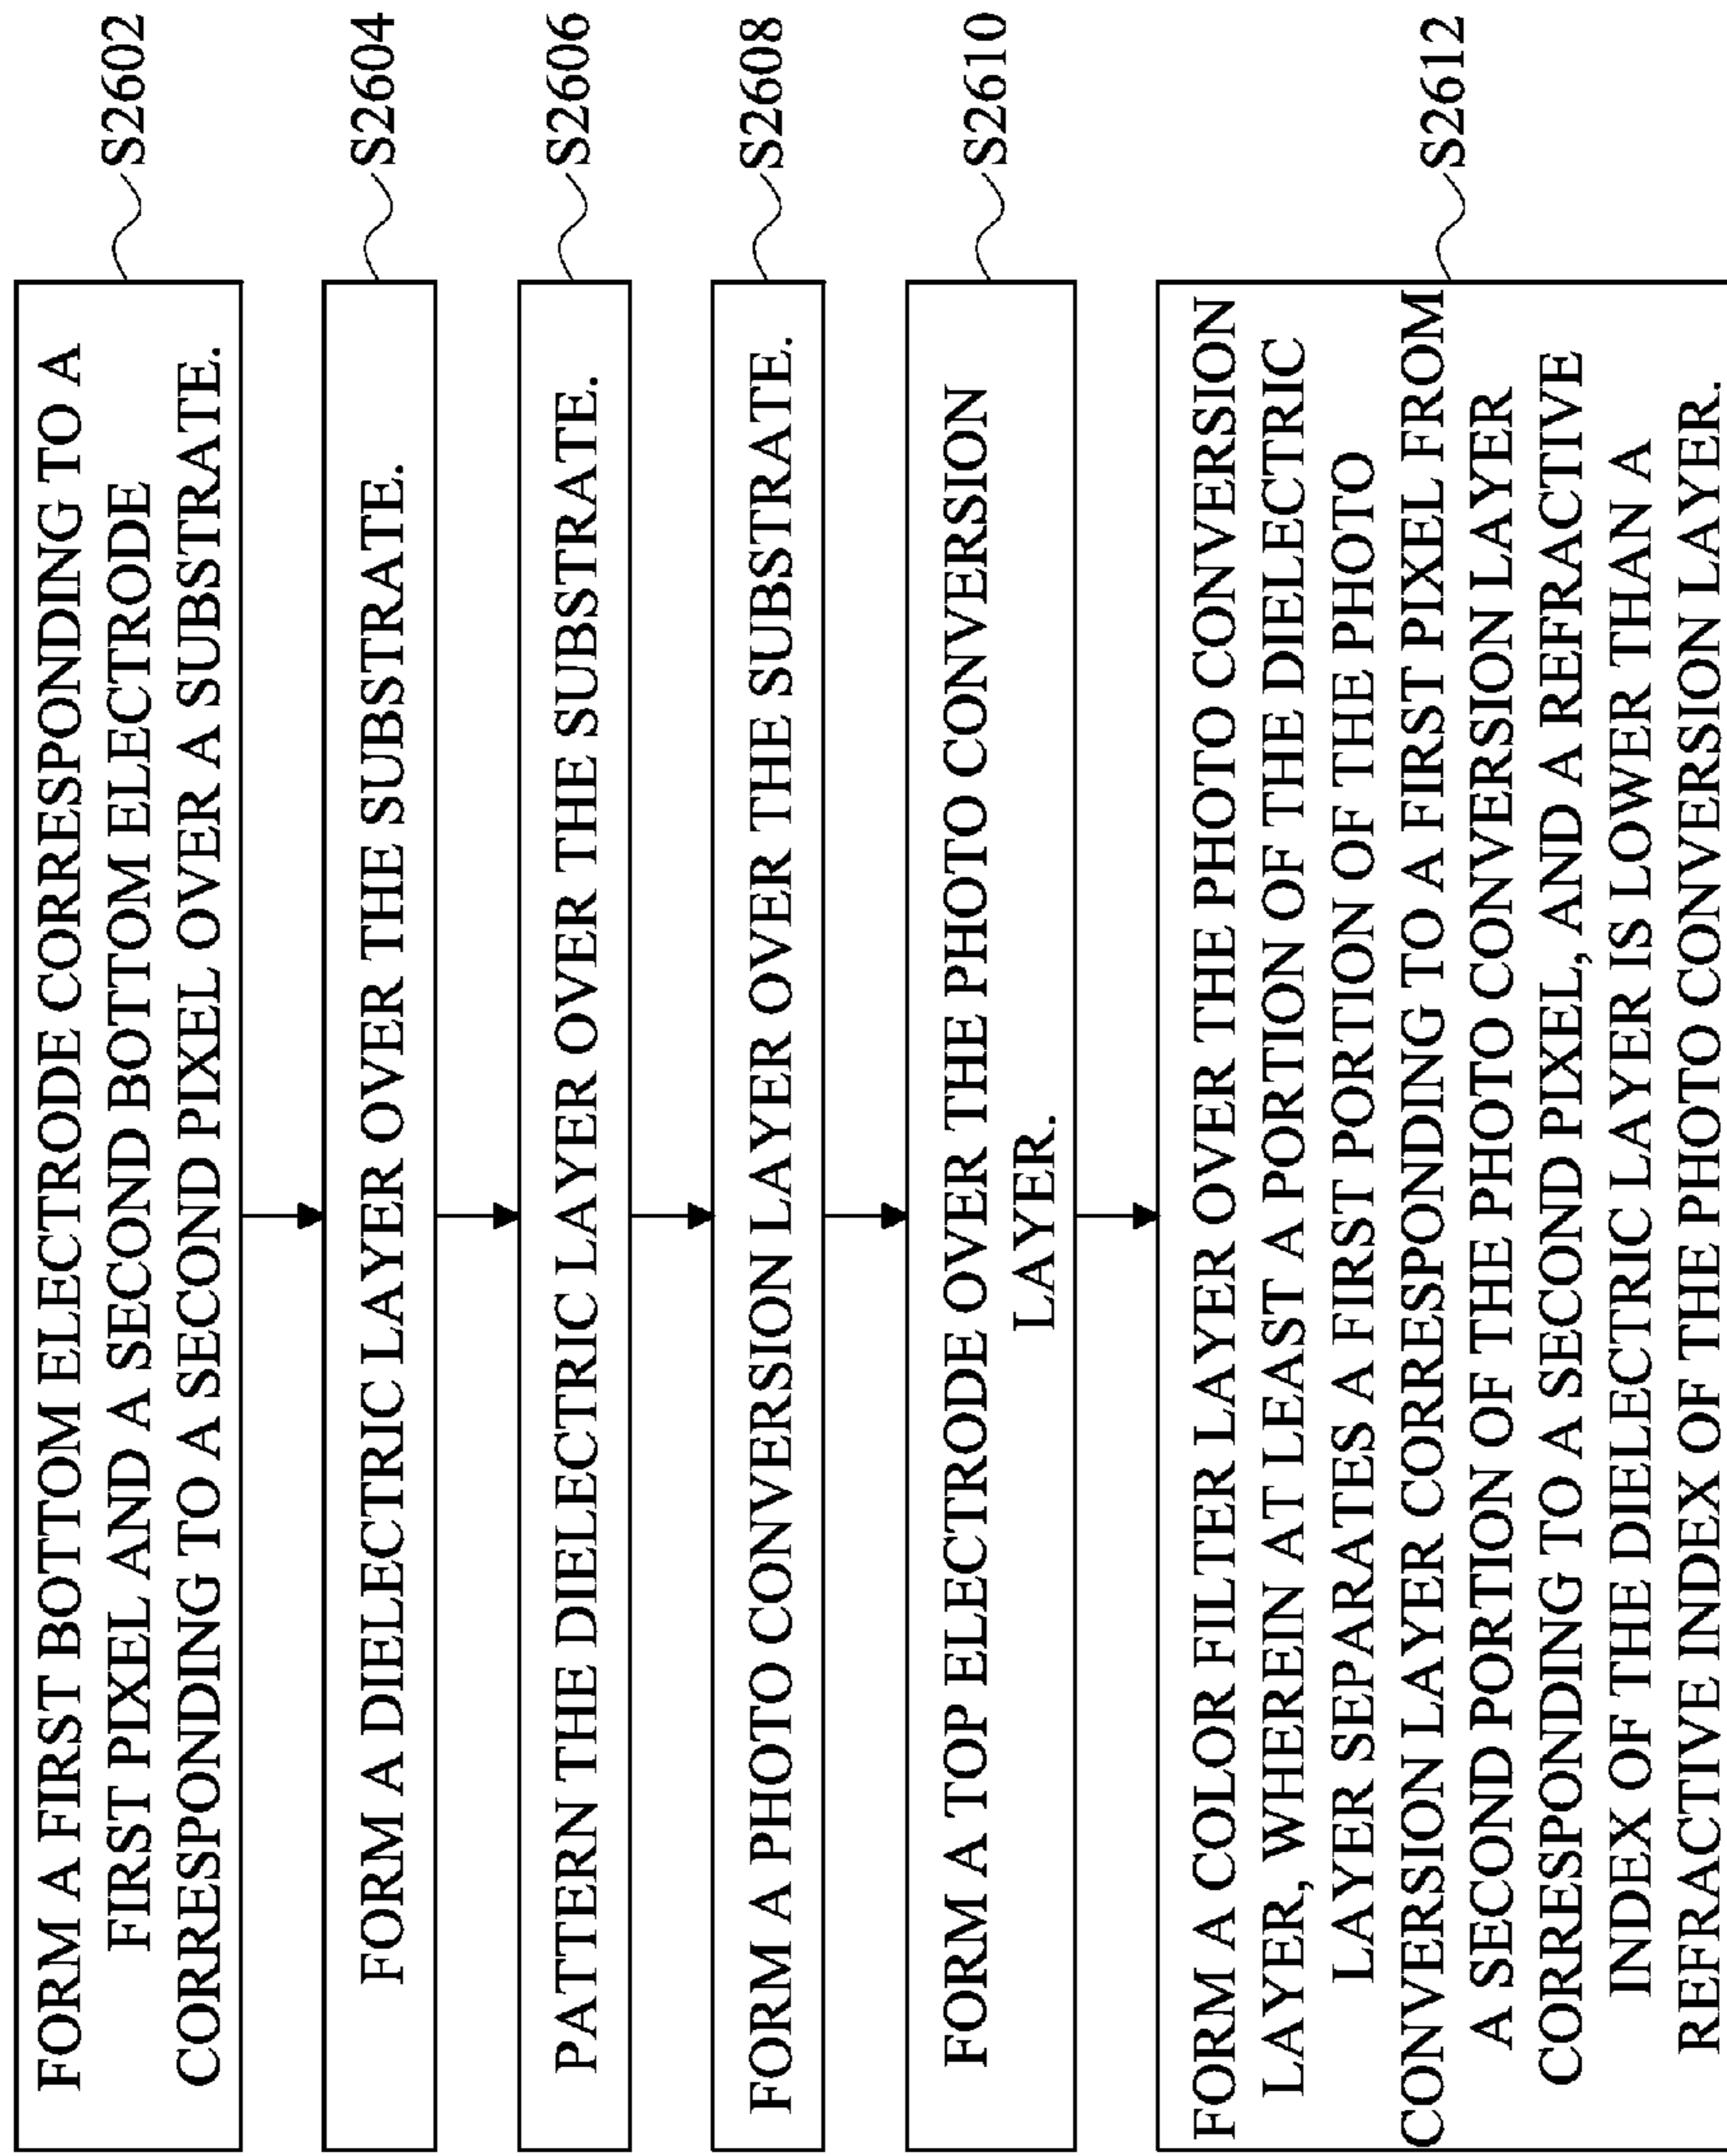 FORM A FIRST BOTTOM ELECTRODE CORRESPONDING TO A
FIRST PIXEL AND A SECOND BOTTOM ELECTRODE
CORRESPONDING TO A SECOND PIXEL OVER A SUBSTRATE.
S2602
FORM A DIELECTRIC LAYER OVER THE SUBSTRATE.
S2604
PATTERN THE DIELECTRIC LAYER OVER THE SUBSTRATE.
S2606
FORM A PHOTO CONVERSION LAYER OVER THE SUBSTRATE.
S2608
FORM A TOP ELECTRODE OVER THE PHOTO CONVERSION
LAYER.
S2610
FORM A COLOR FILTER LAYER OVER THE PHOTO CONVERSION
LAYER, WHEREIN AT LEAST A PORTION OF THE DIELECTRIC
LAYER SEPARATES A FIRST PORTION OF THE PHOTO
CONVERSION LAYER CORRESPONDING TO A FIRST PIXEL FROM
A SECOND PORTION OF THE PHOTO CONVERSION LAYER
CORRESPONDING TO A SECOND PIXEL, AND A REFRACTIVE
INDEX OF THE DIELECTRIC LAYER IS LOWER THAN A
REFRACTIVE INDEX OF THE PHOTO CONVERSION LAYER.
S2612